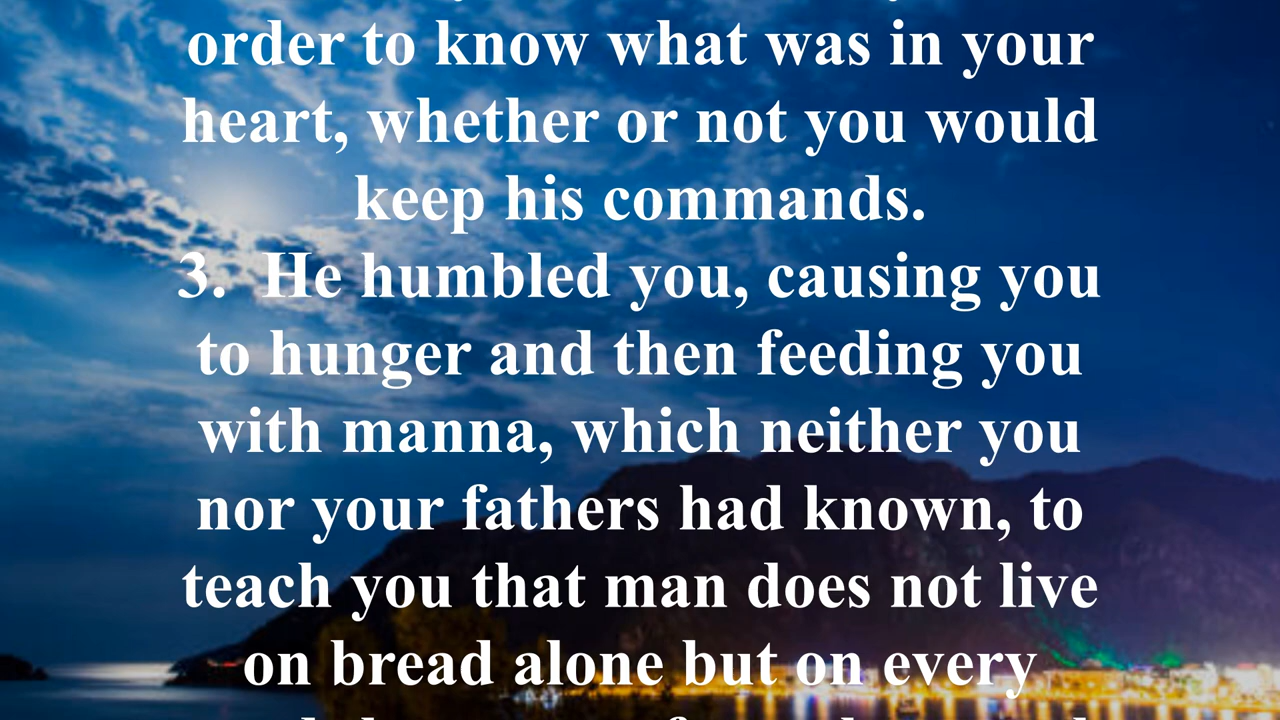 order to know what was in your
heart, whether or not you would
keep his commands.
3. He humbled you, causing you
to hunger and then feeding you
with manna, which neither you
nor your fathers had known, to
teach you that man does not live
on bread alone but on every